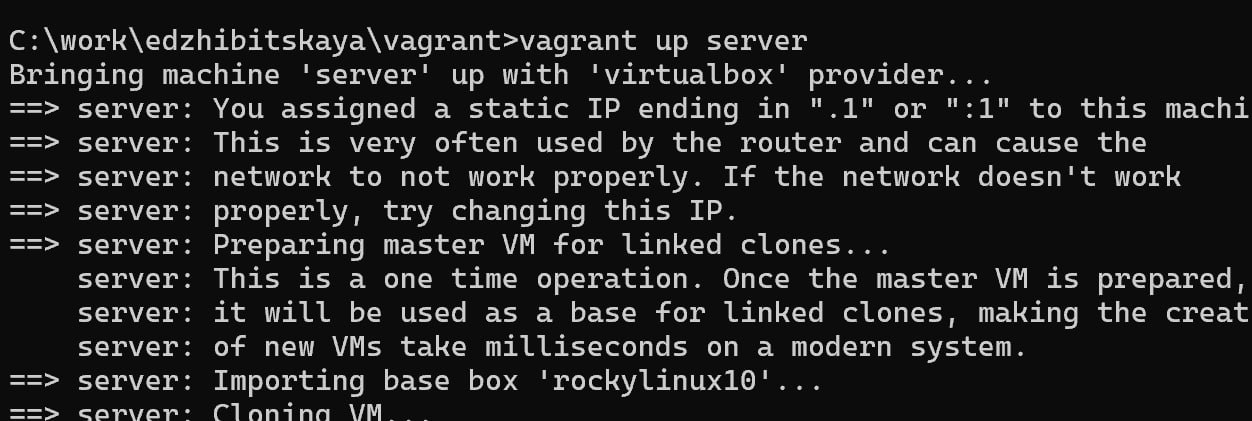 C:\work\edzhibitskaya\vagrant>vagrant up server
Bringing machine 'server' up with 'virtualbox' provider...
==> server: You assigned a static IP ending in ".1" or ":1" to this machi
==> server: This is very often used by the router and can cause the
==> server: network to not work properly. If the network doesn't work
==> server: properly, try changing this IP.
==> server: Preparing master VM for linked clones...
    server: This is a one time operation. Once the master VM is prepared,
    server: it will be used as a base for linked clones, making the creat
    server: of new VMs take milliseconds on a modern system.
==> server: Importing base box 'rockylinux10'...
==> server: Cloning VM...